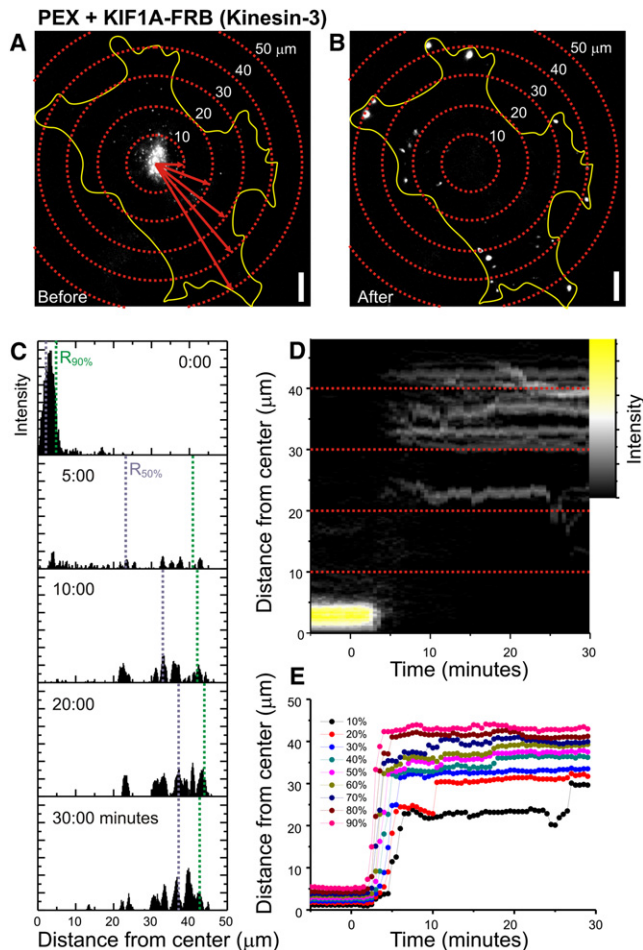 PEX + KIF1A-FRB (Kinesin-3)
A
50 μm
40
30
20
10
Before
B
50 μm
40
30
20
10
After
C
Intensity
R90%
0:00
5:00
R50%
10:00
20:00
30:00 minutes
0 10 20 30 40 50
Distance from center (μm)
D
Distance from center (μm)
40
30
20
10
0
0 10 20 30
Time (minutes)
Intensity
E
Distance from center (μm)
50
40
30
20
10
0
10%
20%
30%
40%
50%
60%
70%
80%
90%
0 10 20 30
Time (minutes)